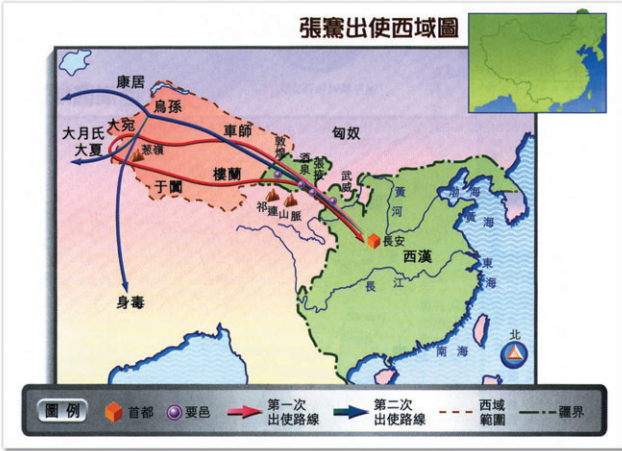 張騫出使西域圖
康居
烏孫
匈奴
大宛
車師
大月氏
大夏
葱嶺
敦煌
酒泉
張掖
武威
樓蘭
于闐
祁連山脈
黃河
渤海
黃海
長安
西漢
東海
長江
身毒
南海
北
圖例
首都
要邑
第一次
出使路線
第二次
出使路線
西域
範圍
疆界